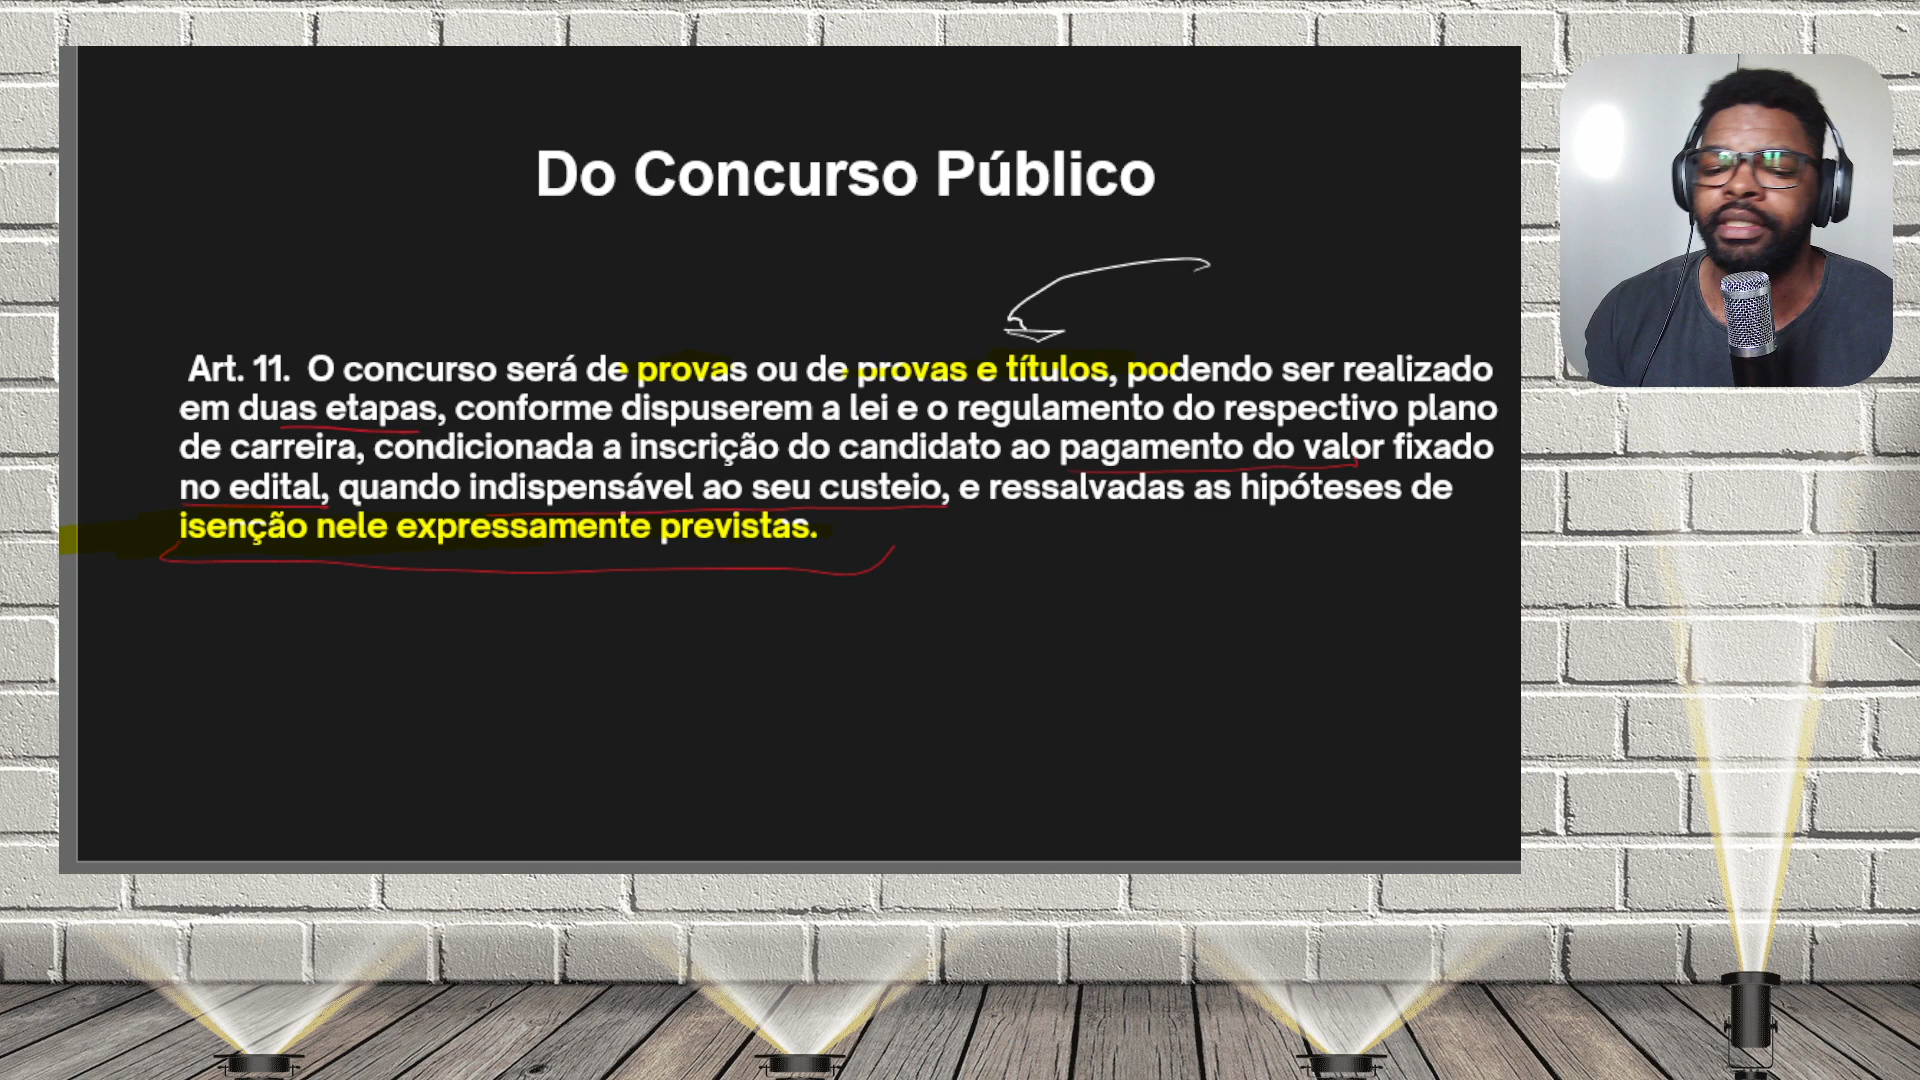 Do Concurso Público
Art. 11. O concurso será de provas ou de provas e títulos, podendo ser realizado
em duas etapas, conforme dispuserem a lei e o regulamento do respectivo plano
de carreira, condicionada a inscrição do candidato ao pagamento do valor fixado
no edital, quando indispensável ao seu custeio, e ressalvadas as hipóteses de
isenção nele expressamente previstas.